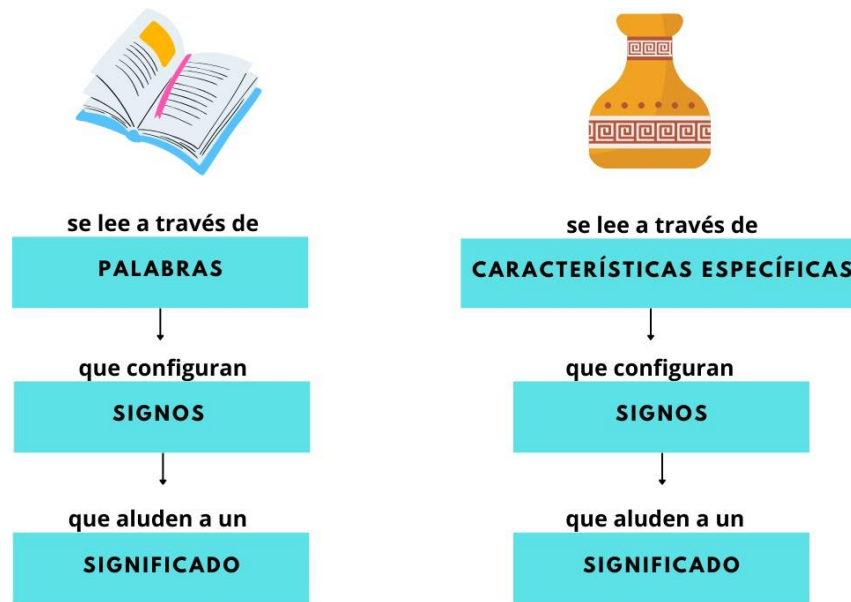 se lee a través de
PALABRAS
que configuran
SIGNOS
que aluden a un
SIGNIFICADO
se lee a través de
CARACTERÍSTICAS ESPECÍFICAS
que configuran
SIGNOS
que aluden a un
SIGNIFICADO